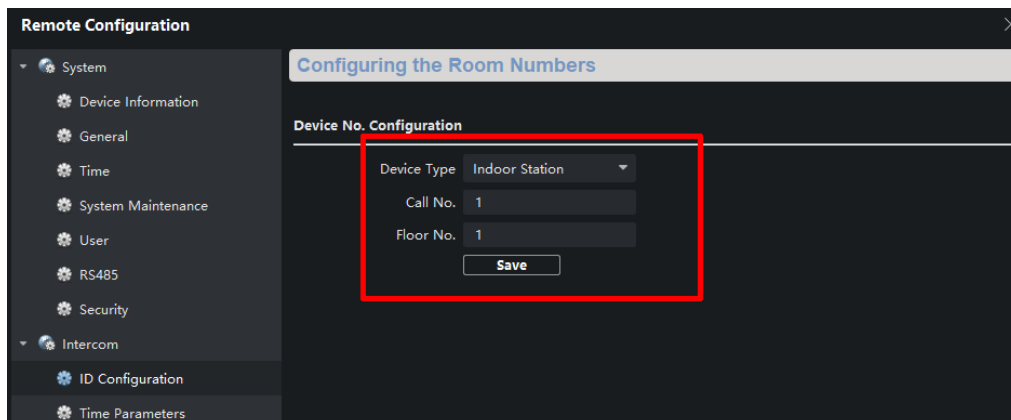 Remote Configuration
System
Device Information
General
Time
System Maintenance
User
RS485
Security
Intercom
ID Configuration
Time Parameters
Configuring the Room Numbers
Device No. Configuration
Device Type Indoor Station
Call No. 1
Floor No. 1
Save